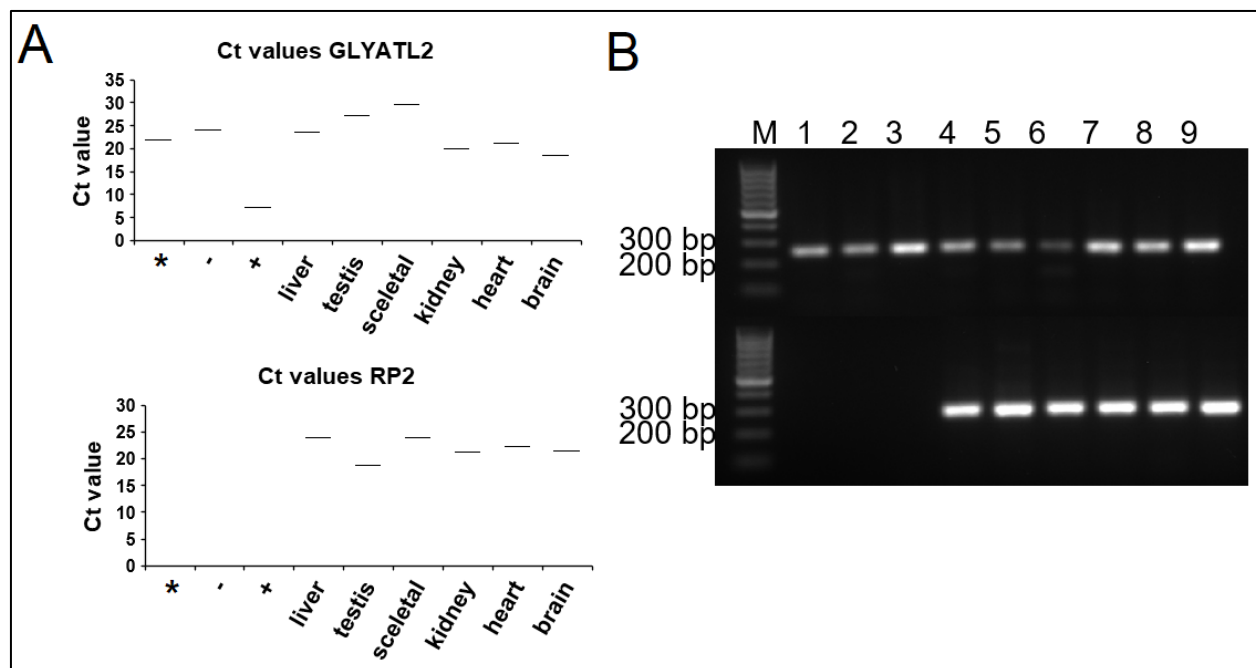 A
Ct values GLYATL2
Ct value
35
30
25
20
15
10
5
0
*
-
+
liver
testis
sceletal
kidney
heart
brain
Ct values RP2
Ct value
30
25
20
15
10
5
0
*
-
+
liver
testis
sceletal
kidney
heart
brain
B
M 1 2 3 4 5 6 7 8 9
300 bp
200 bp
300 bp
200 bp